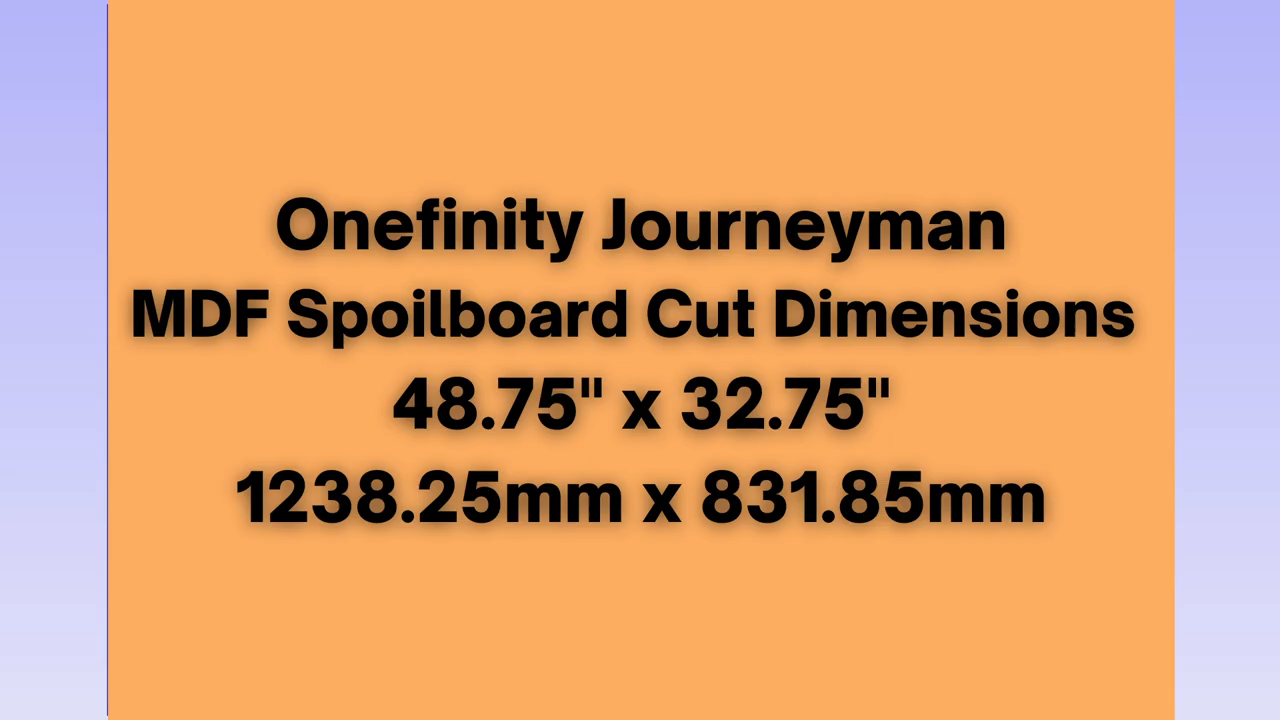 Onefinity Journeyman
MDF Spoilboard Cut Dimensions
48.75" x 32.75"
1238.25mm x 831.85mm